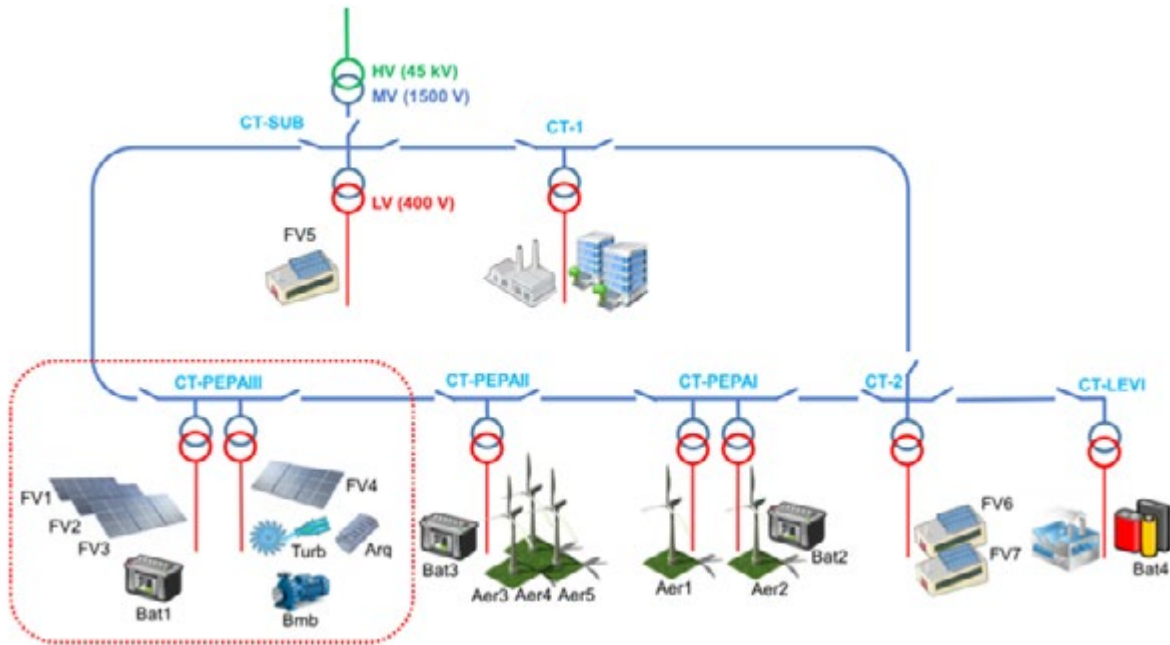 HV (45 kV)
MV (1500 V)
CT-SUB
CT-1
LV (400 V)
FV5
CT-PEPAIII
CT-PEPAII
CT-PEPAI
CT-2
CT-LEVI
FV1
FV2
FV3
FV4
Turb
Arq
Bat1
Bmb
Bat3
Aer3
Aer4
Aer5
Aer1
Aer2
Bat2
FV6
FV7
Bat4